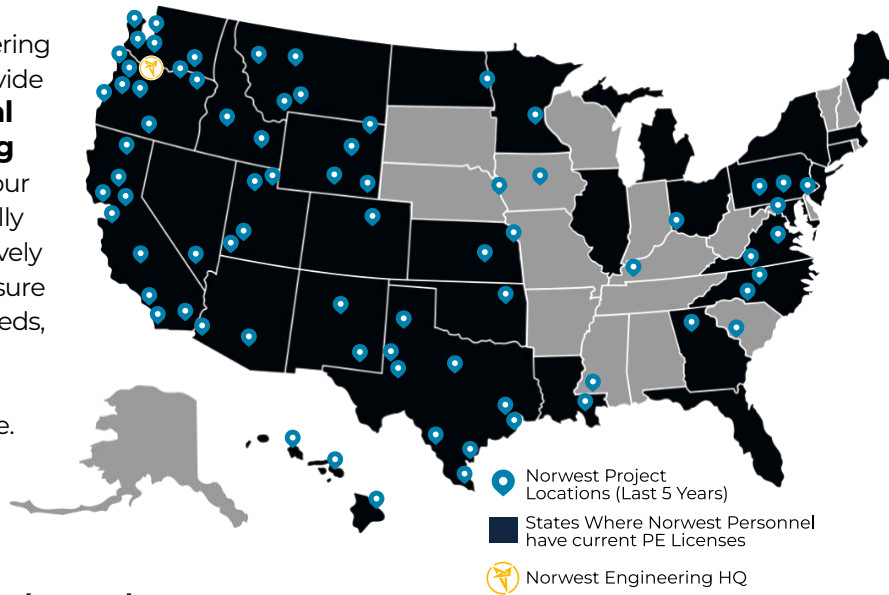 ering
vide
al
g
our
lly
vely
sure
eds,
e.
Norwest Project
Locations (Last 5 Years)
States Where Norwest Personnel
have current PE Licenses
Norwest Engineering HQ